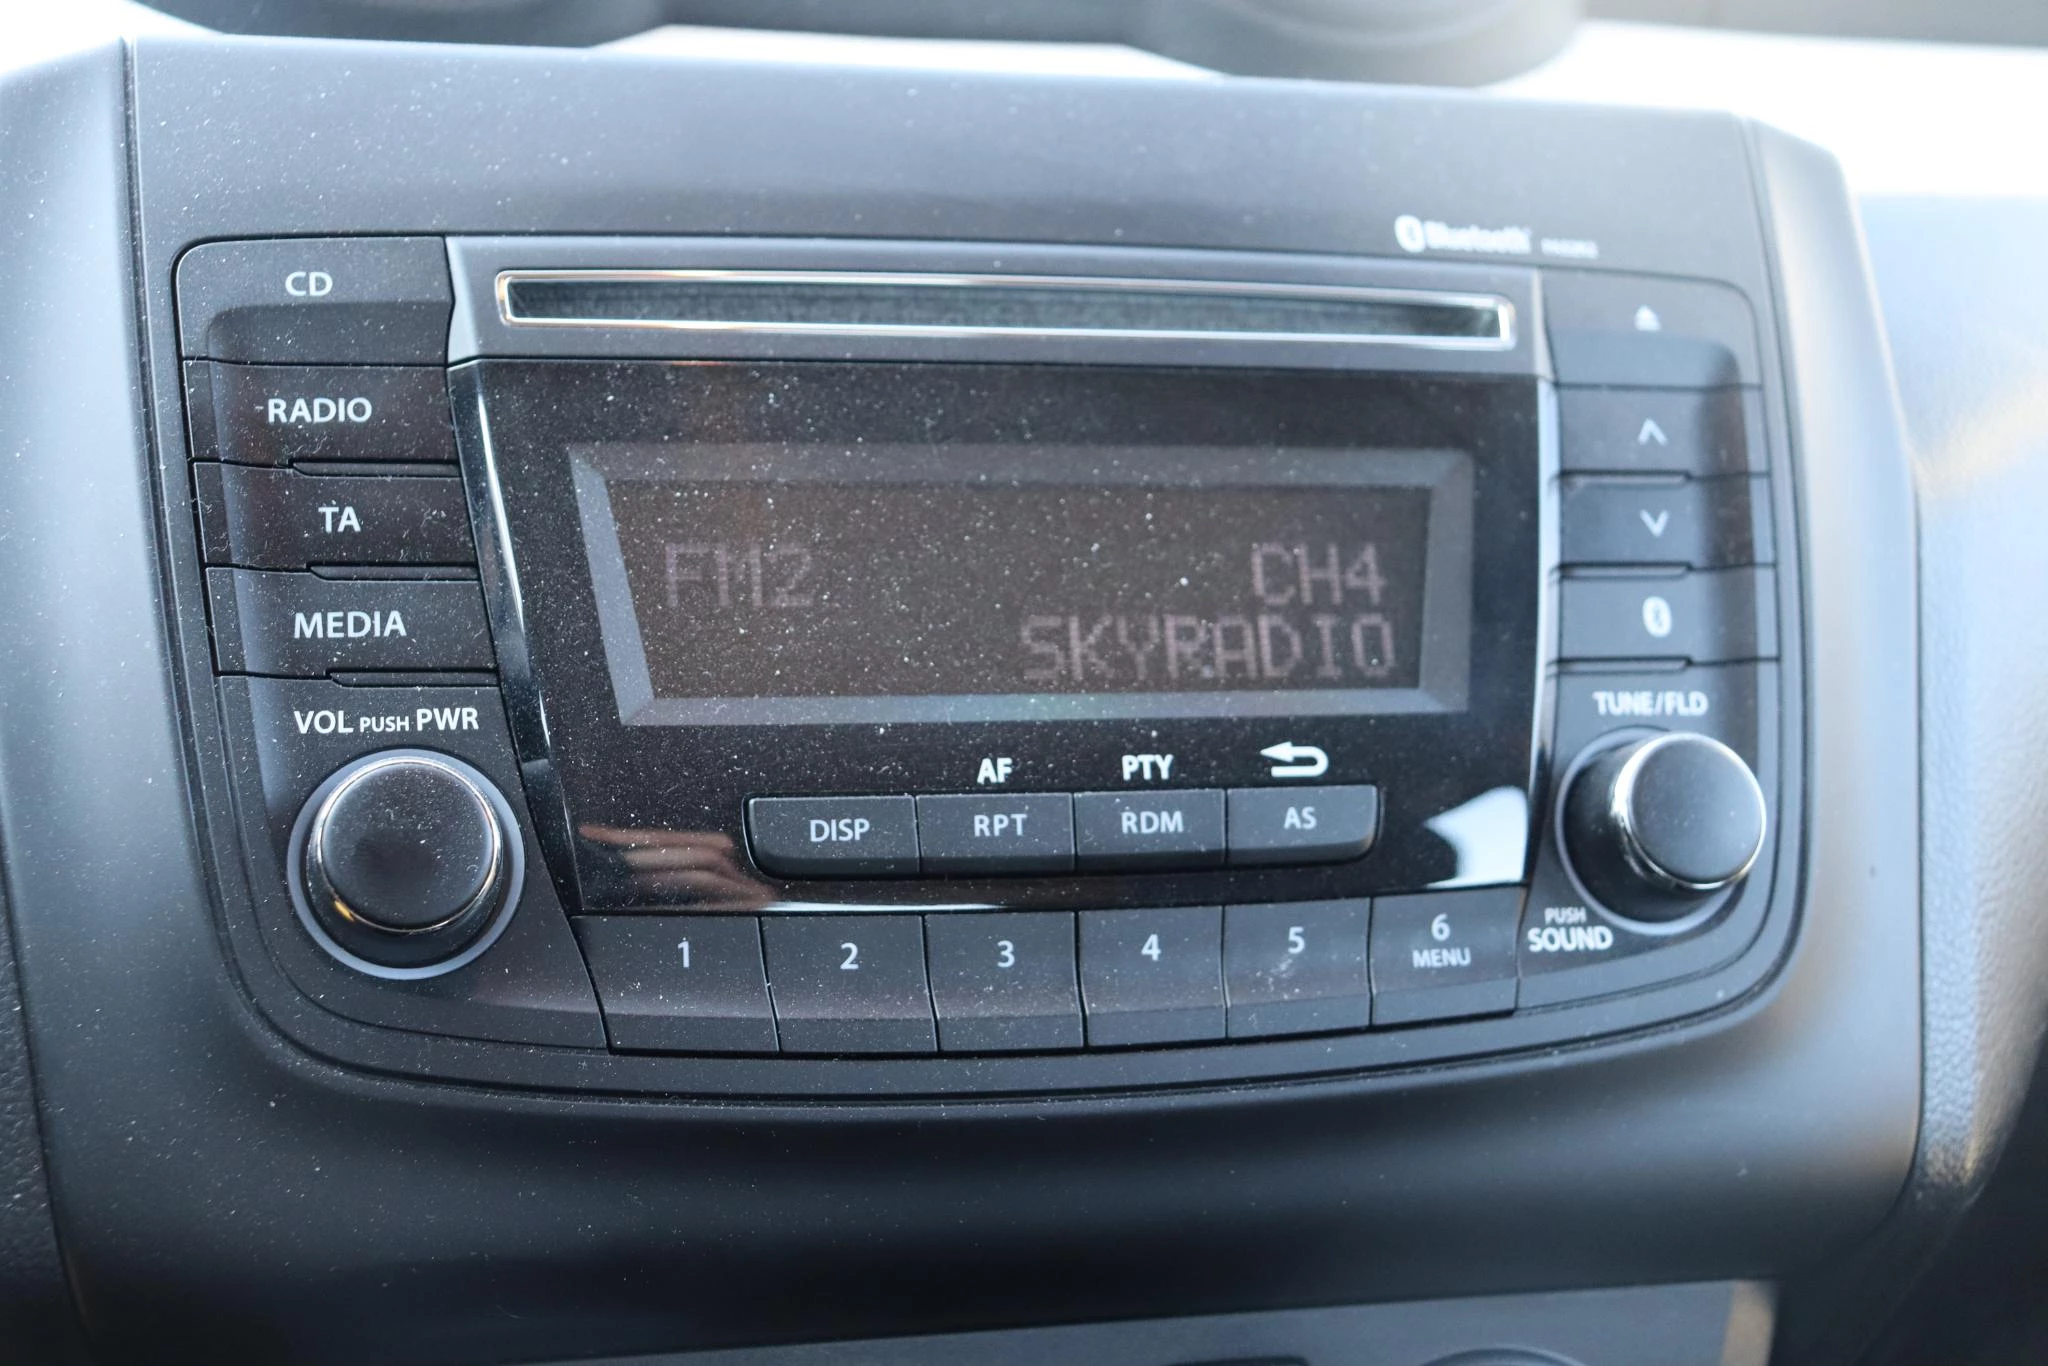 Bluetooth
CD
RADIO
TA
MEDIA
VOL PUSH PWR
FM2 CH4
SKYRADIO
TUNE/FLD
AF PTY
DISP RPT RDM AS
1 2 3 4 5 6
MENU
PUSH
SOUND